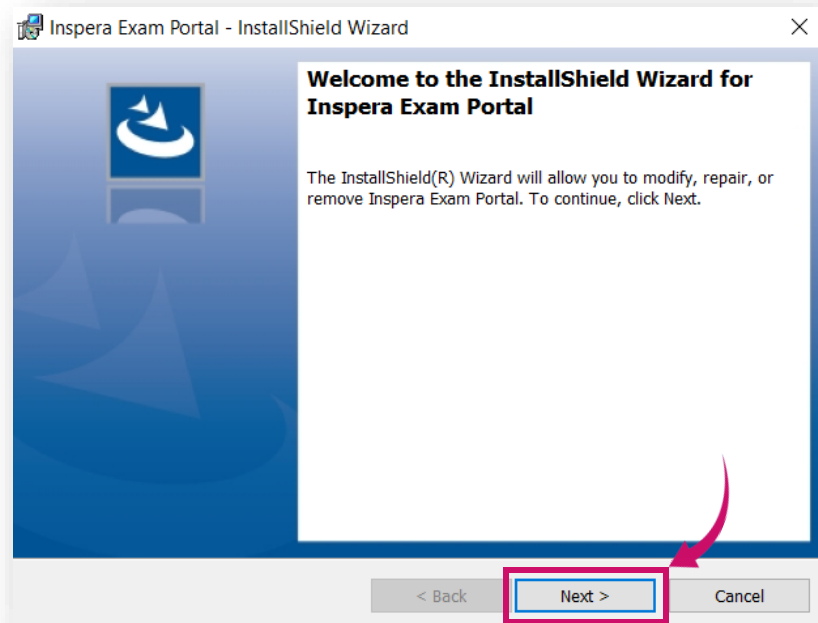 Inspera Exam Portal - InstallShield Wizard
Welcome to the InstallShield Wizard for
Inspera Exam Portal
The InstallShield(R) Wizard will allow you to modify, repair, or
remove Inspera Exam Portal. To continue, click Next.
< Back Next > Cancel